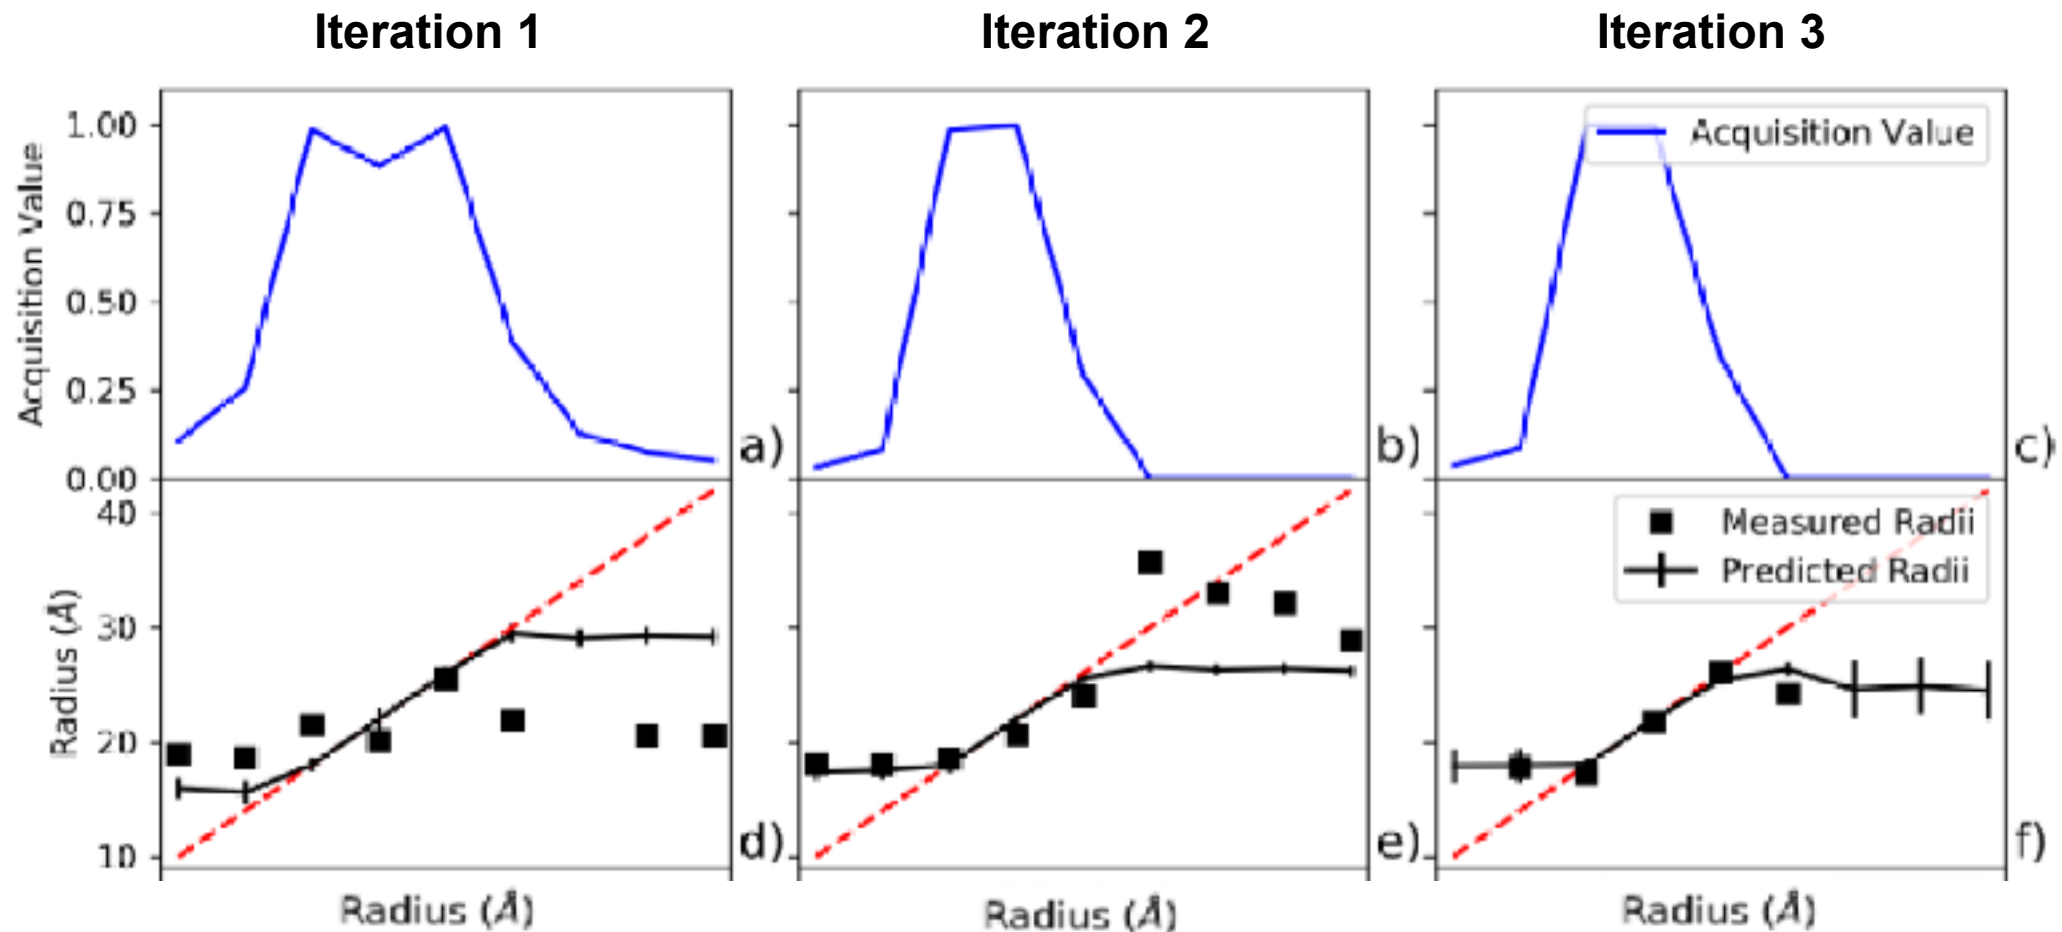 Iteration 1
Iteration 2
Iteration 3
Acquisition Value
1.00
0.75
0.50
0.25
0.00
a)
b)
Acquisition Value
c)
Radius (Å)
40
30
20
10
d)
e)
Measured Radii
Predicted Radii
f)
Radius (Å)
Radius (Å)
Radius (Å)